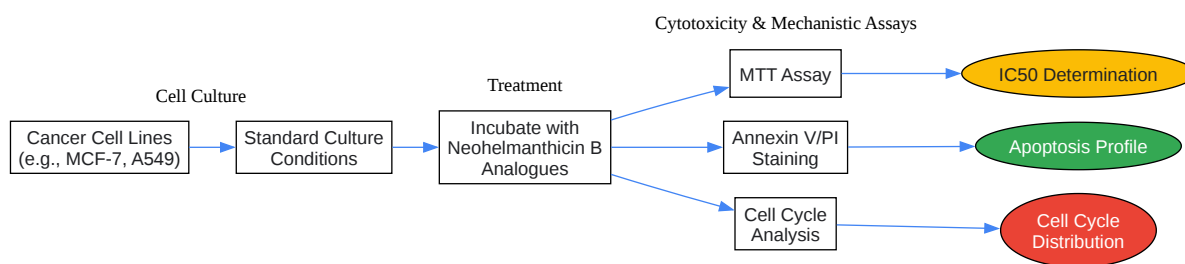 Cytotoxicity & Mechanistic Assays
MTT Assay
IC50 Determination
Treatment
Cell Culture
Cancer Cell Lines
(e.g., MCF-7, A549)
Standard Culture
Conditions
Incubate with
Neohelmanthicin B
Analogues
Annexin V/PI
Staining
Apoptosis Profile
Cell Cycle
Analysis
Cell Cycle
Distribution